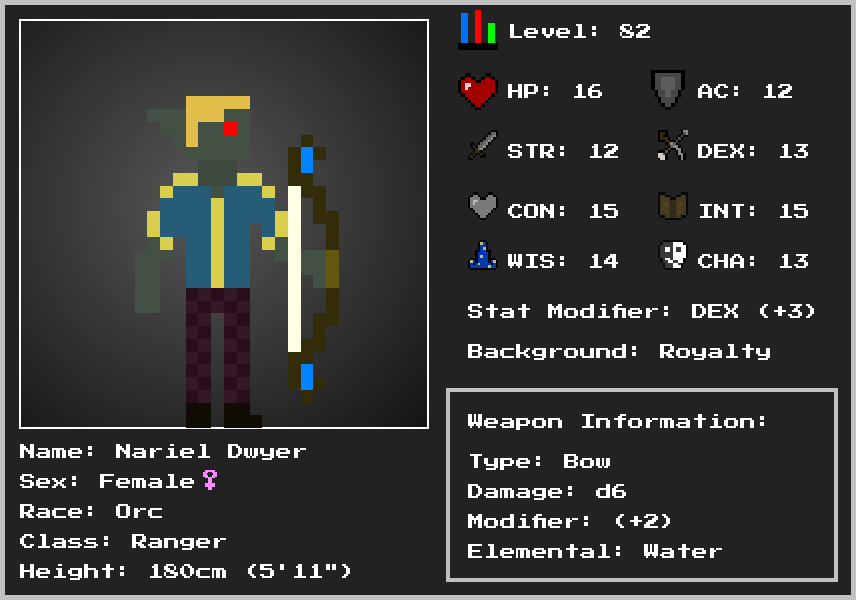 Level: 82
HP: 16
AC: 12
STR: 12
DEX: 13
CON: 15
INT: 15
WIS: 14
CHA: 13
Stat Modifier: DEX (+3)
Background: Royalty
Weapon Information:
Type: Bow
Damage: d6
Modifier: (+2)
Elemental: Water
Name: Nariel Dwyer
Sex: Female♀
Race: Orc
Class: Ranger
Height: 180cm (5'11")